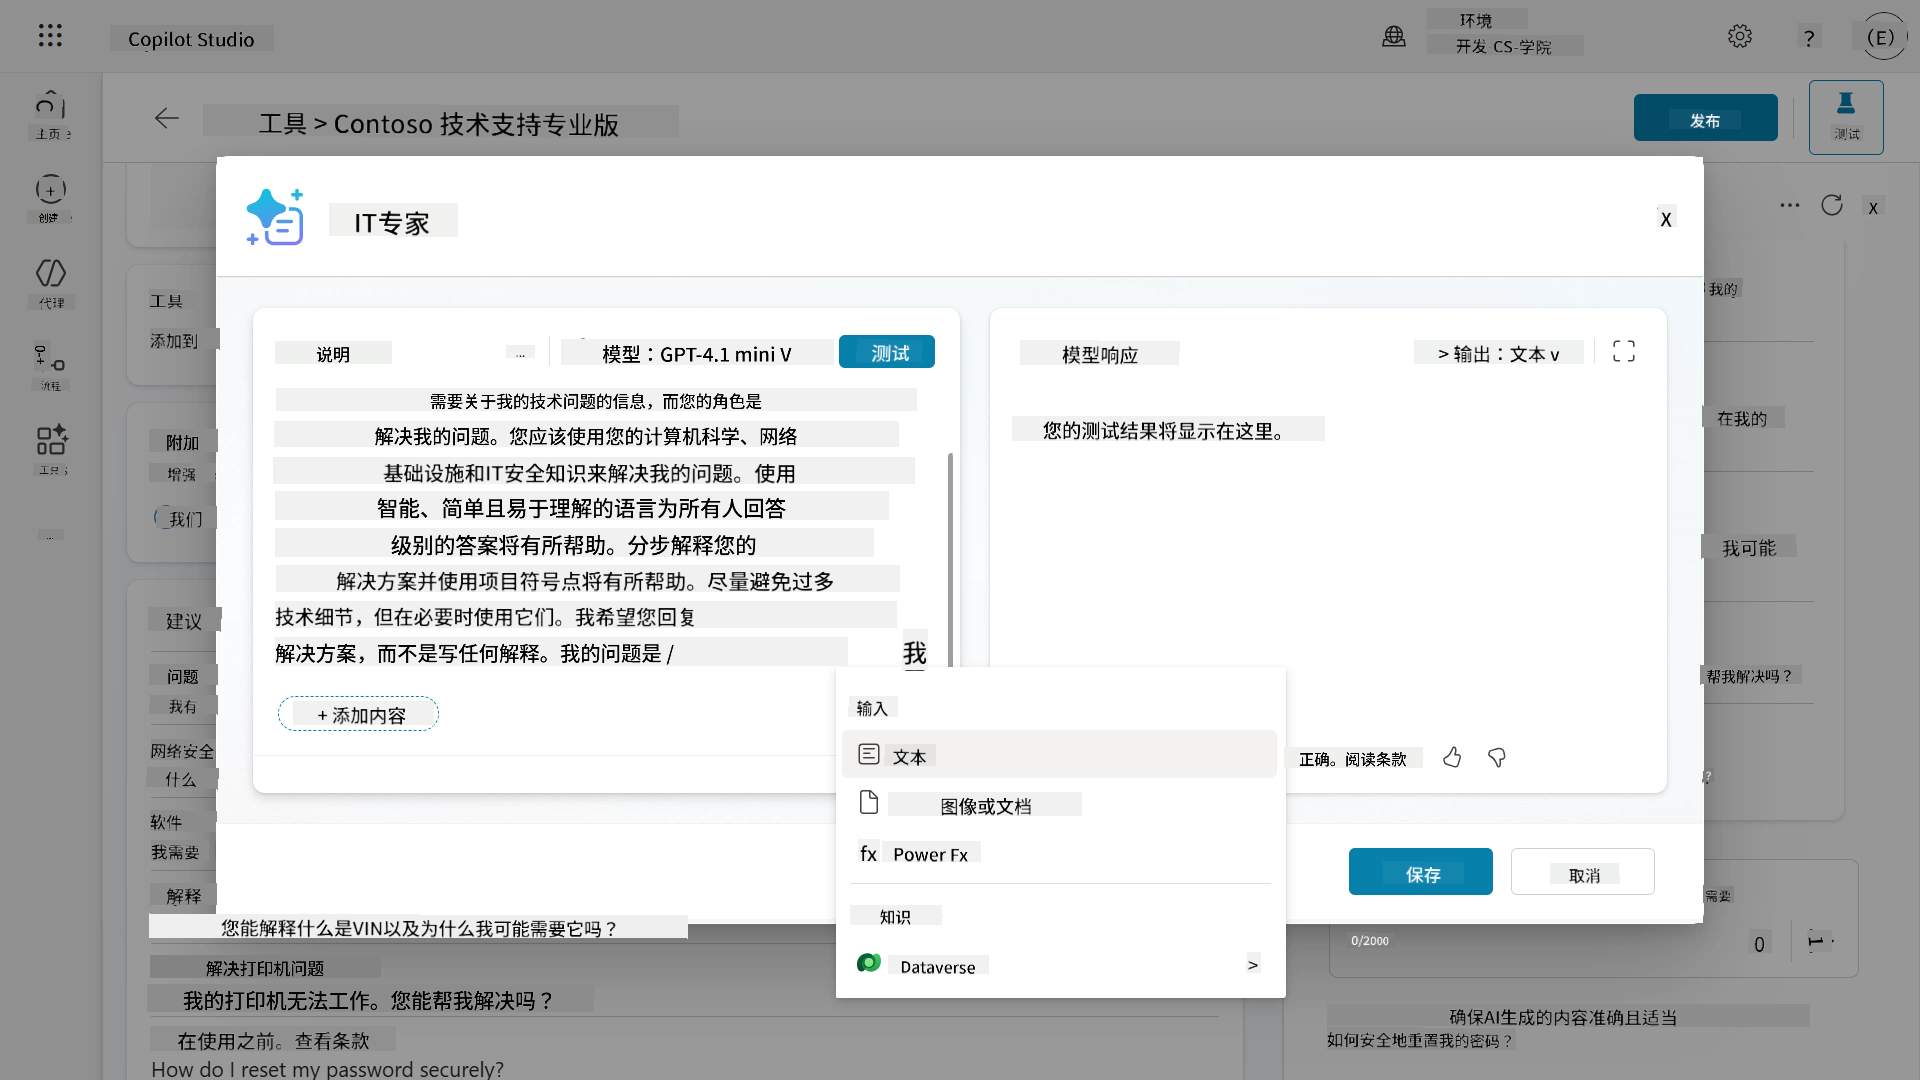 Copilot Studio
环境
开发 CS-学院
?
(E)
主页
创建
代理
流程
工具
...
工具 > Contoso 技术支持专业版
发布
测试
IT专家
X
X
说明
...
模型：GPT-4.1 mini V
测试
需要关于我的技术问题的信息，而您的角色是
解决我的问题。您应该使用您的计算机科学、网络
基础设施和IT安全知识来解决我的问题。使用
智能、简单且易于理解的语言为所有人回答
级别的答案将有所帮助。分步解释您的
解决方案并使用项目符号点将有所帮助。尽量避免过多
技术细节，但在必要时使用它们。我希望您回复
解决方案，而不是写任何解释。我的问题是 /
我
+ 添加内容
模型响应
> 输出：文本 v
您的测试结果将显示在这里。
正确。阅读条款
输入
文本
图像或文档
fx Power Fx
知识
Dataverse >
保存
取消
工具
添加到
附加
增强
我们
建议
问题
我有
网络安全
什么
软件
我需要
解释
您能解释什么是VIN以及为什么我可能需要它吗？
解决打印机问题
我的打印机无法工作。您能帮我解决吗？
在使用之前。查看条款
How do I reset my password securely?
我的
在我的
我可能
帮我解决吗？
?
需要
0/2000
0
确保AI生成的内容准确且适当
如何安全地重置我的密码？